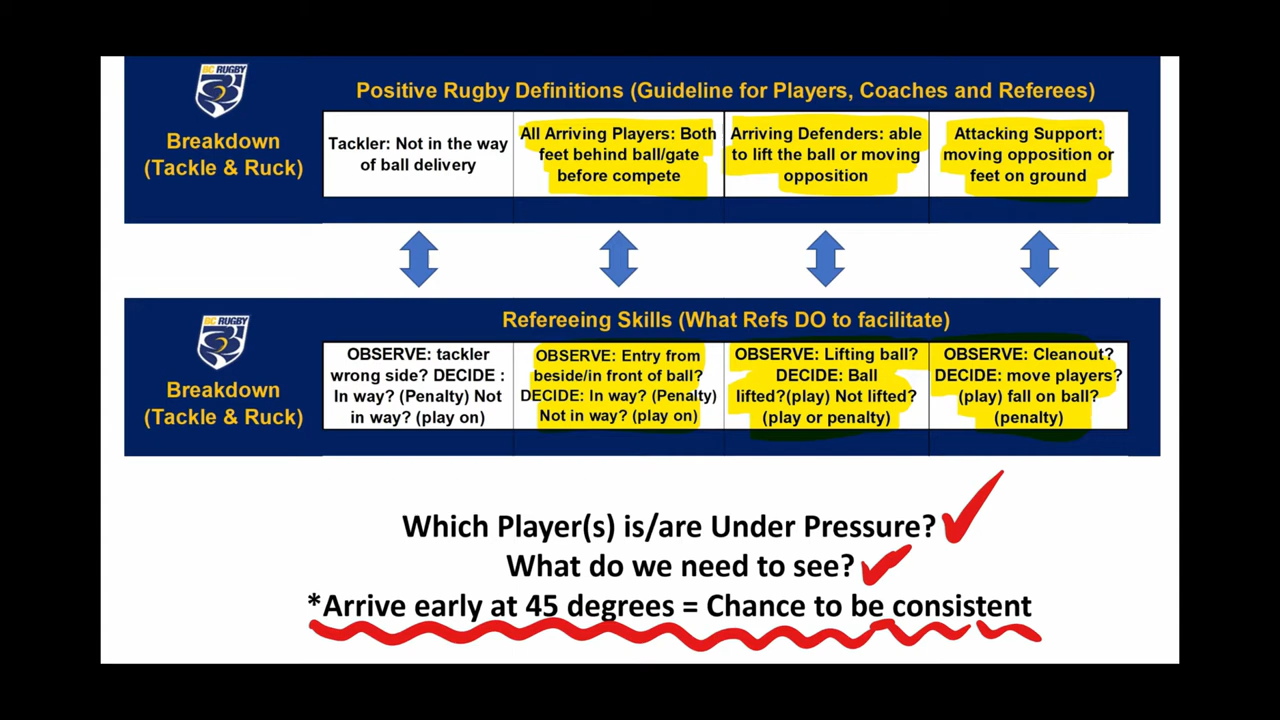 Positive Rugby Definitions (Guideline for Players, Coaches and Referees)
BC RUGBY
Breakdown
(Tackle & Ruck)
Tackler: Not in the way
of ball delivery
All Arriving Players: Both
feet behind ball/gate
before compete
Arriving Defenders: able
to lift the ball or moving
opposition
Attacking Support:
moving opposition or
feet on ground
Refereeing Skills (What Refs DO to facilitate)
BC RUGBY
Breakdown
(Tackle & Ruck)
OBSERVE: tackler
wrong side? DECIDE :
In way? (Penalty) Not
in way? (play on)
OBSERVE: Entry from
beside/in front of ball?
DECIDE: In way? (Penalty)
Not in way? (play on)
OBSERVE: Lifting ball?
DECIDE: Ball
lifted?(play) Not lifted?
(play or penalty)
OBSERVE: Cleanout?
DECIDE: move players?
(play) fall on ball?
(penalty)
Which Player(s) is/are Under Pressure?
What do we need to see?
*Arrive early at 45 degrees = Chance to be consistent